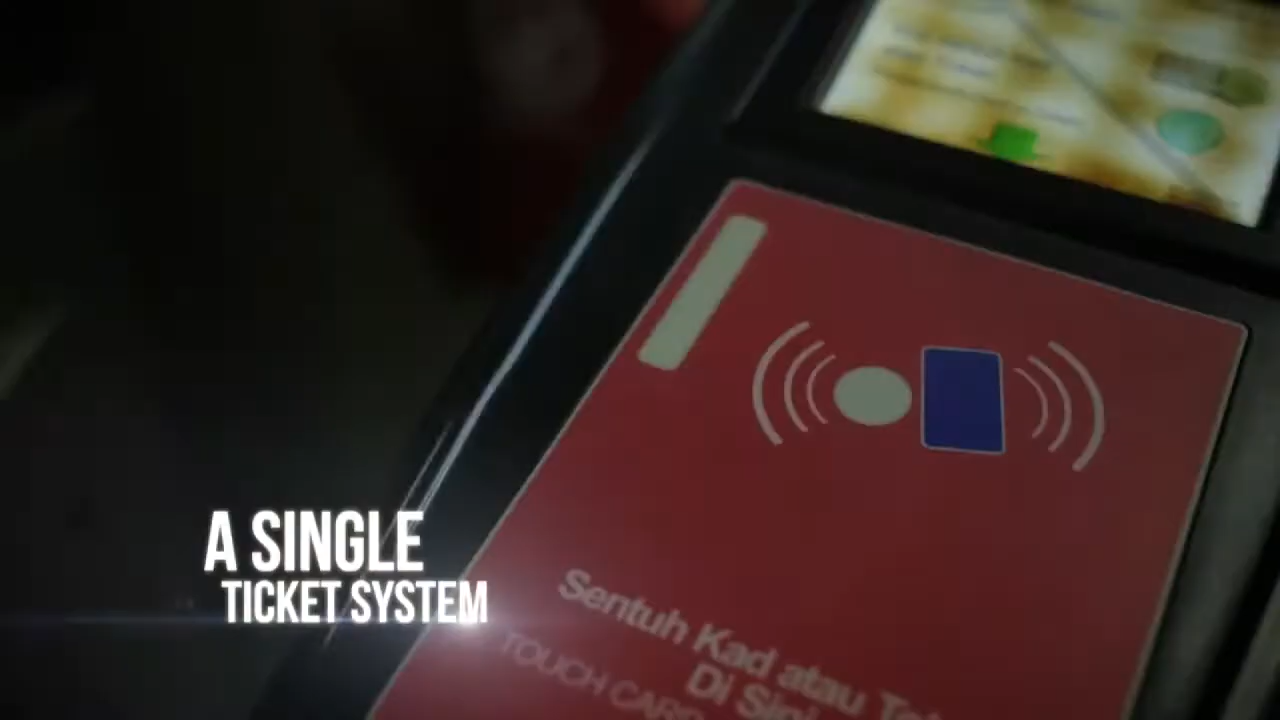 A SINGLE
TICKET SYSTEM
Sentuh Kad atau
Di Sini
TOUCH CARD